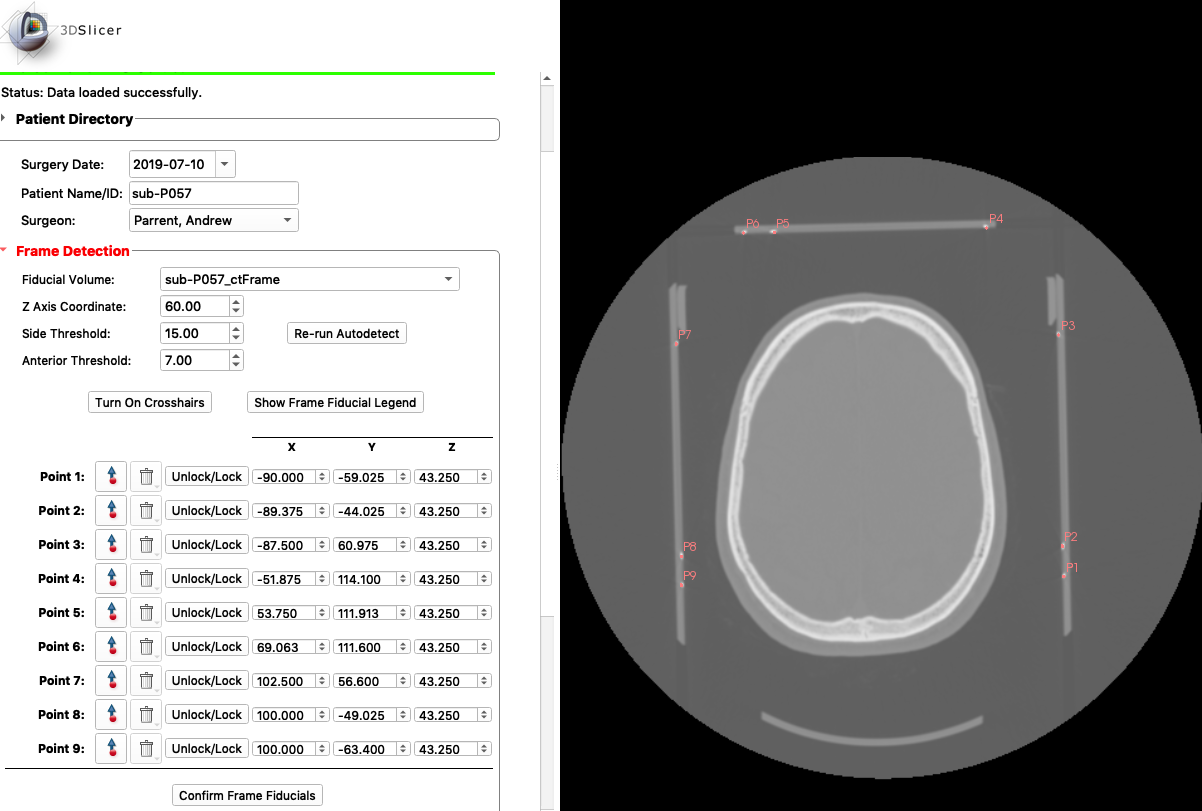 3DSlicer
Status: Data loaded successfully.
Patient Directory
Surgery Date: 2019-07-10
Patient Name/ID: sub-P057
Surgeon: Parrent, Andrew
Frame Detection
Fiducial Volume: sub-P057_ctFrame
Z Axis Coordinate: 60.00
Side Threshold: 15.00 Re-run Autodetect
Anterior Threshold: 7.00
Turn On Crosshairs Show Frame Fiducial Legend
X Y Z
Point 1: Unlock/Lock -90.000 -59.025 43.250
Point 2: Unlock/Lock -89.375 -44.025 43.250
Point 3: Unlock/Lock -87.500 60.975 43.250
Point 4: Unlock/Lock -51.875 114.100 43.250
Point 5: Unlock/Lock 53.750 111.913 43.250
Point 6: Unlock/Lock 69.063 111.600 43.250
Point 7: Unlock/Lock 102.500 56.600 43.250
Point 8: Unlock/Lock 100.000 -49.025 43.250
Point 9: Unlock/Lock 100.000 -63.400 43.250
Confirm Frame Fiducials
P6 P5 P4
P7 P3
P8 P2
P9 P1